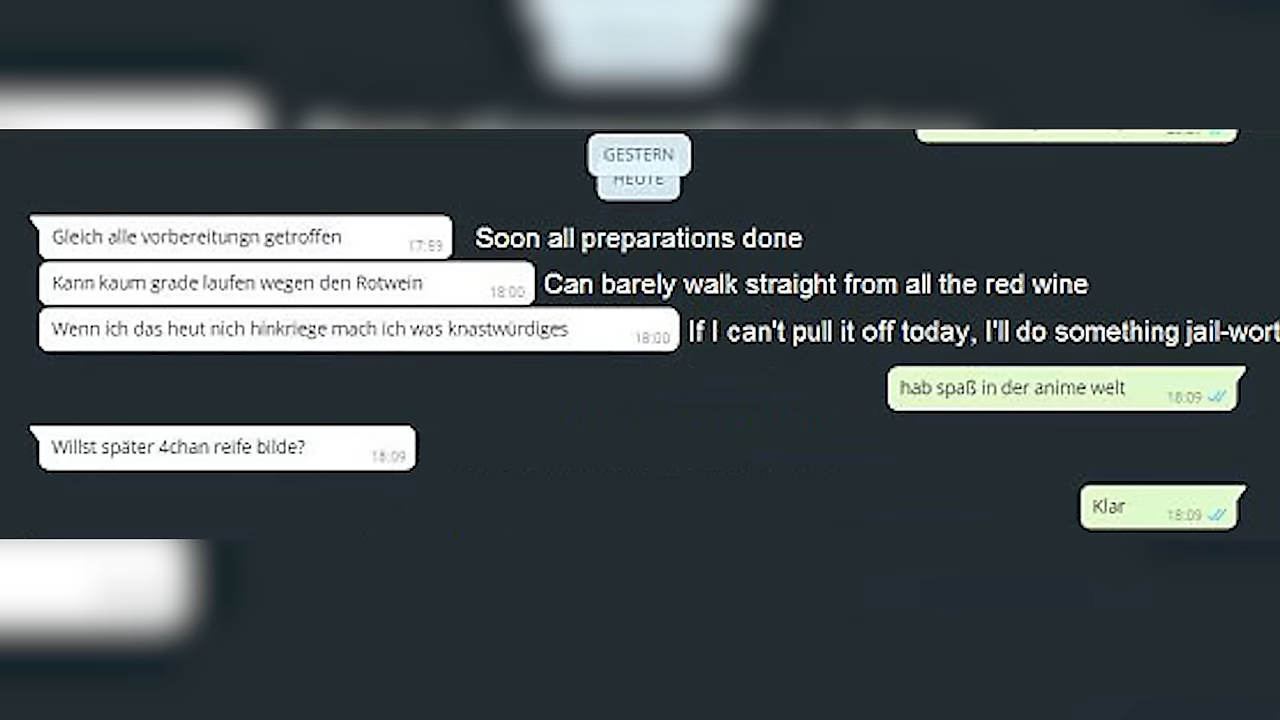 GESTERN
HEUTE
Gleich alle vorbereitungn getroffen 17:59 Soon all preparations done
Kann kaum grade laufen wegen den Rotwein 18:00 Can barely walk straight from all the red wine
Wenn ich das heut nich hinkriege mach ich was knastwürdiges 18:00 If I can't pull it off today, I'll do something jail-wort
hab spaß in der anime welt 18:09
Willst später 4chan reife bilde? 18:09
Klar 18:09